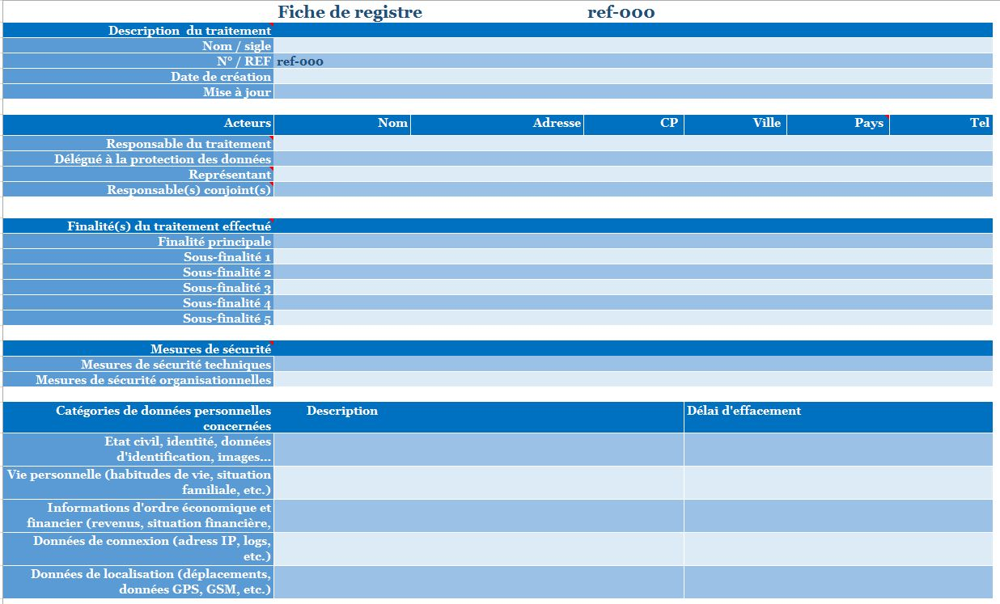 Fiche de registre ref-000
Description du traitement
Nom / sigle
N° / REF ref-000
Date de création
Mise à jour
Acteurs Nom Adresse CP Ville Pays Tel
Responsable du traitement
Délégué à la protection des données
Représentant
Responsable(s) conjoint(s)
Finalité(s) du traitement effectué
Finalité principale
Sous-finalité 1
Sous-finalité 2
Sous-finalité 3
Sous-finalité 4
Sous-finalité 5
Mesures de sécurité
Mesures de sécurité techniques
Mesures de sécurité organisationnelles
Catégories de données personnelles Description Délai d'effacement
concernées
Etat civil, identité, données
d'identification, images...
Vie personnelle (habitudes de vie, situation
familiale, etc.)
Informations d'ordre économique et
financier (revenus, situation financière,
Données de connexion (adress IP, logs,
etc.)
Données de localisation (déplacements,
données GPS, GSM, etc.)